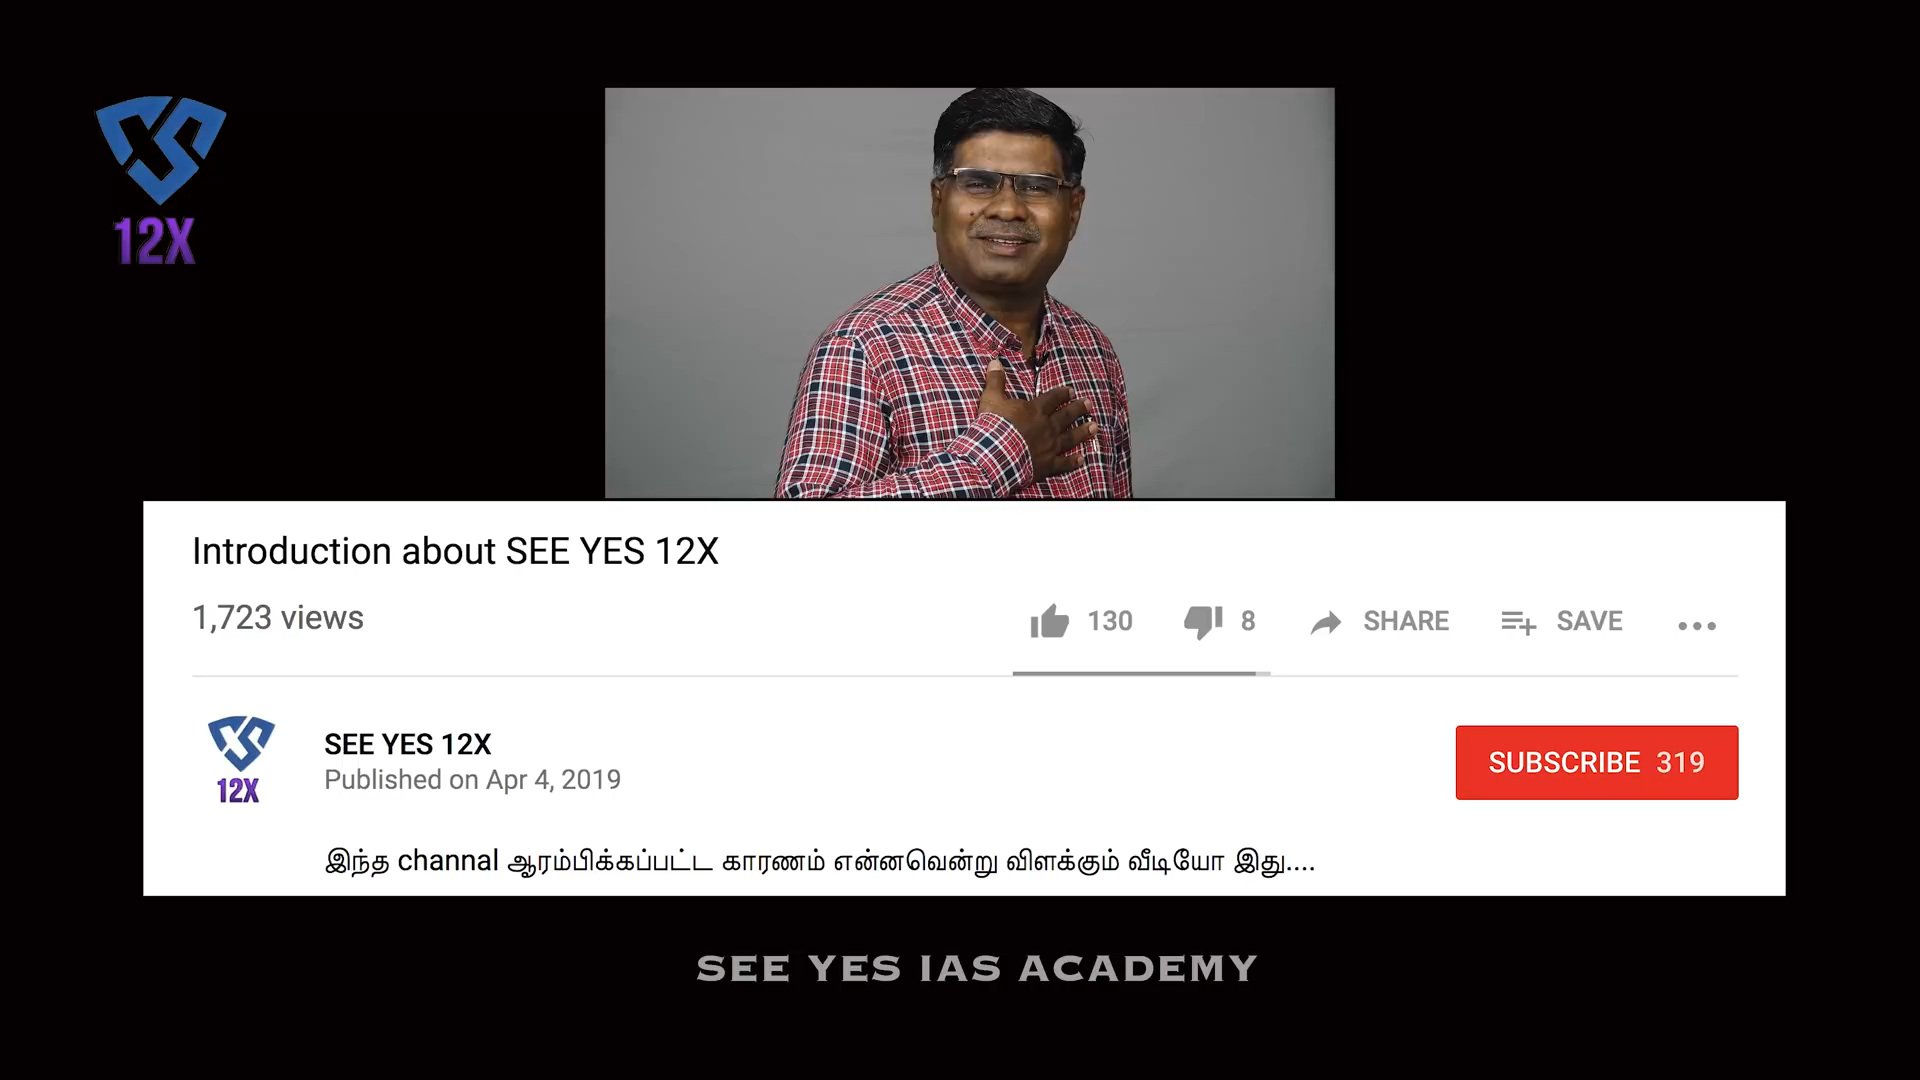 12X
Introduction about SEE YES 12X
1,723 views
130
8
SHARE
SAVE
12X
SEE YES 12X
Published on Apr 4, 2019
SUBSCRIBE 319
இந்த channal ஆரம்பிக்கப்பட்ட காரணம் என்னவென்று விளக்கும் வீடியோ இது....
SEE YES IAS ACADEMY